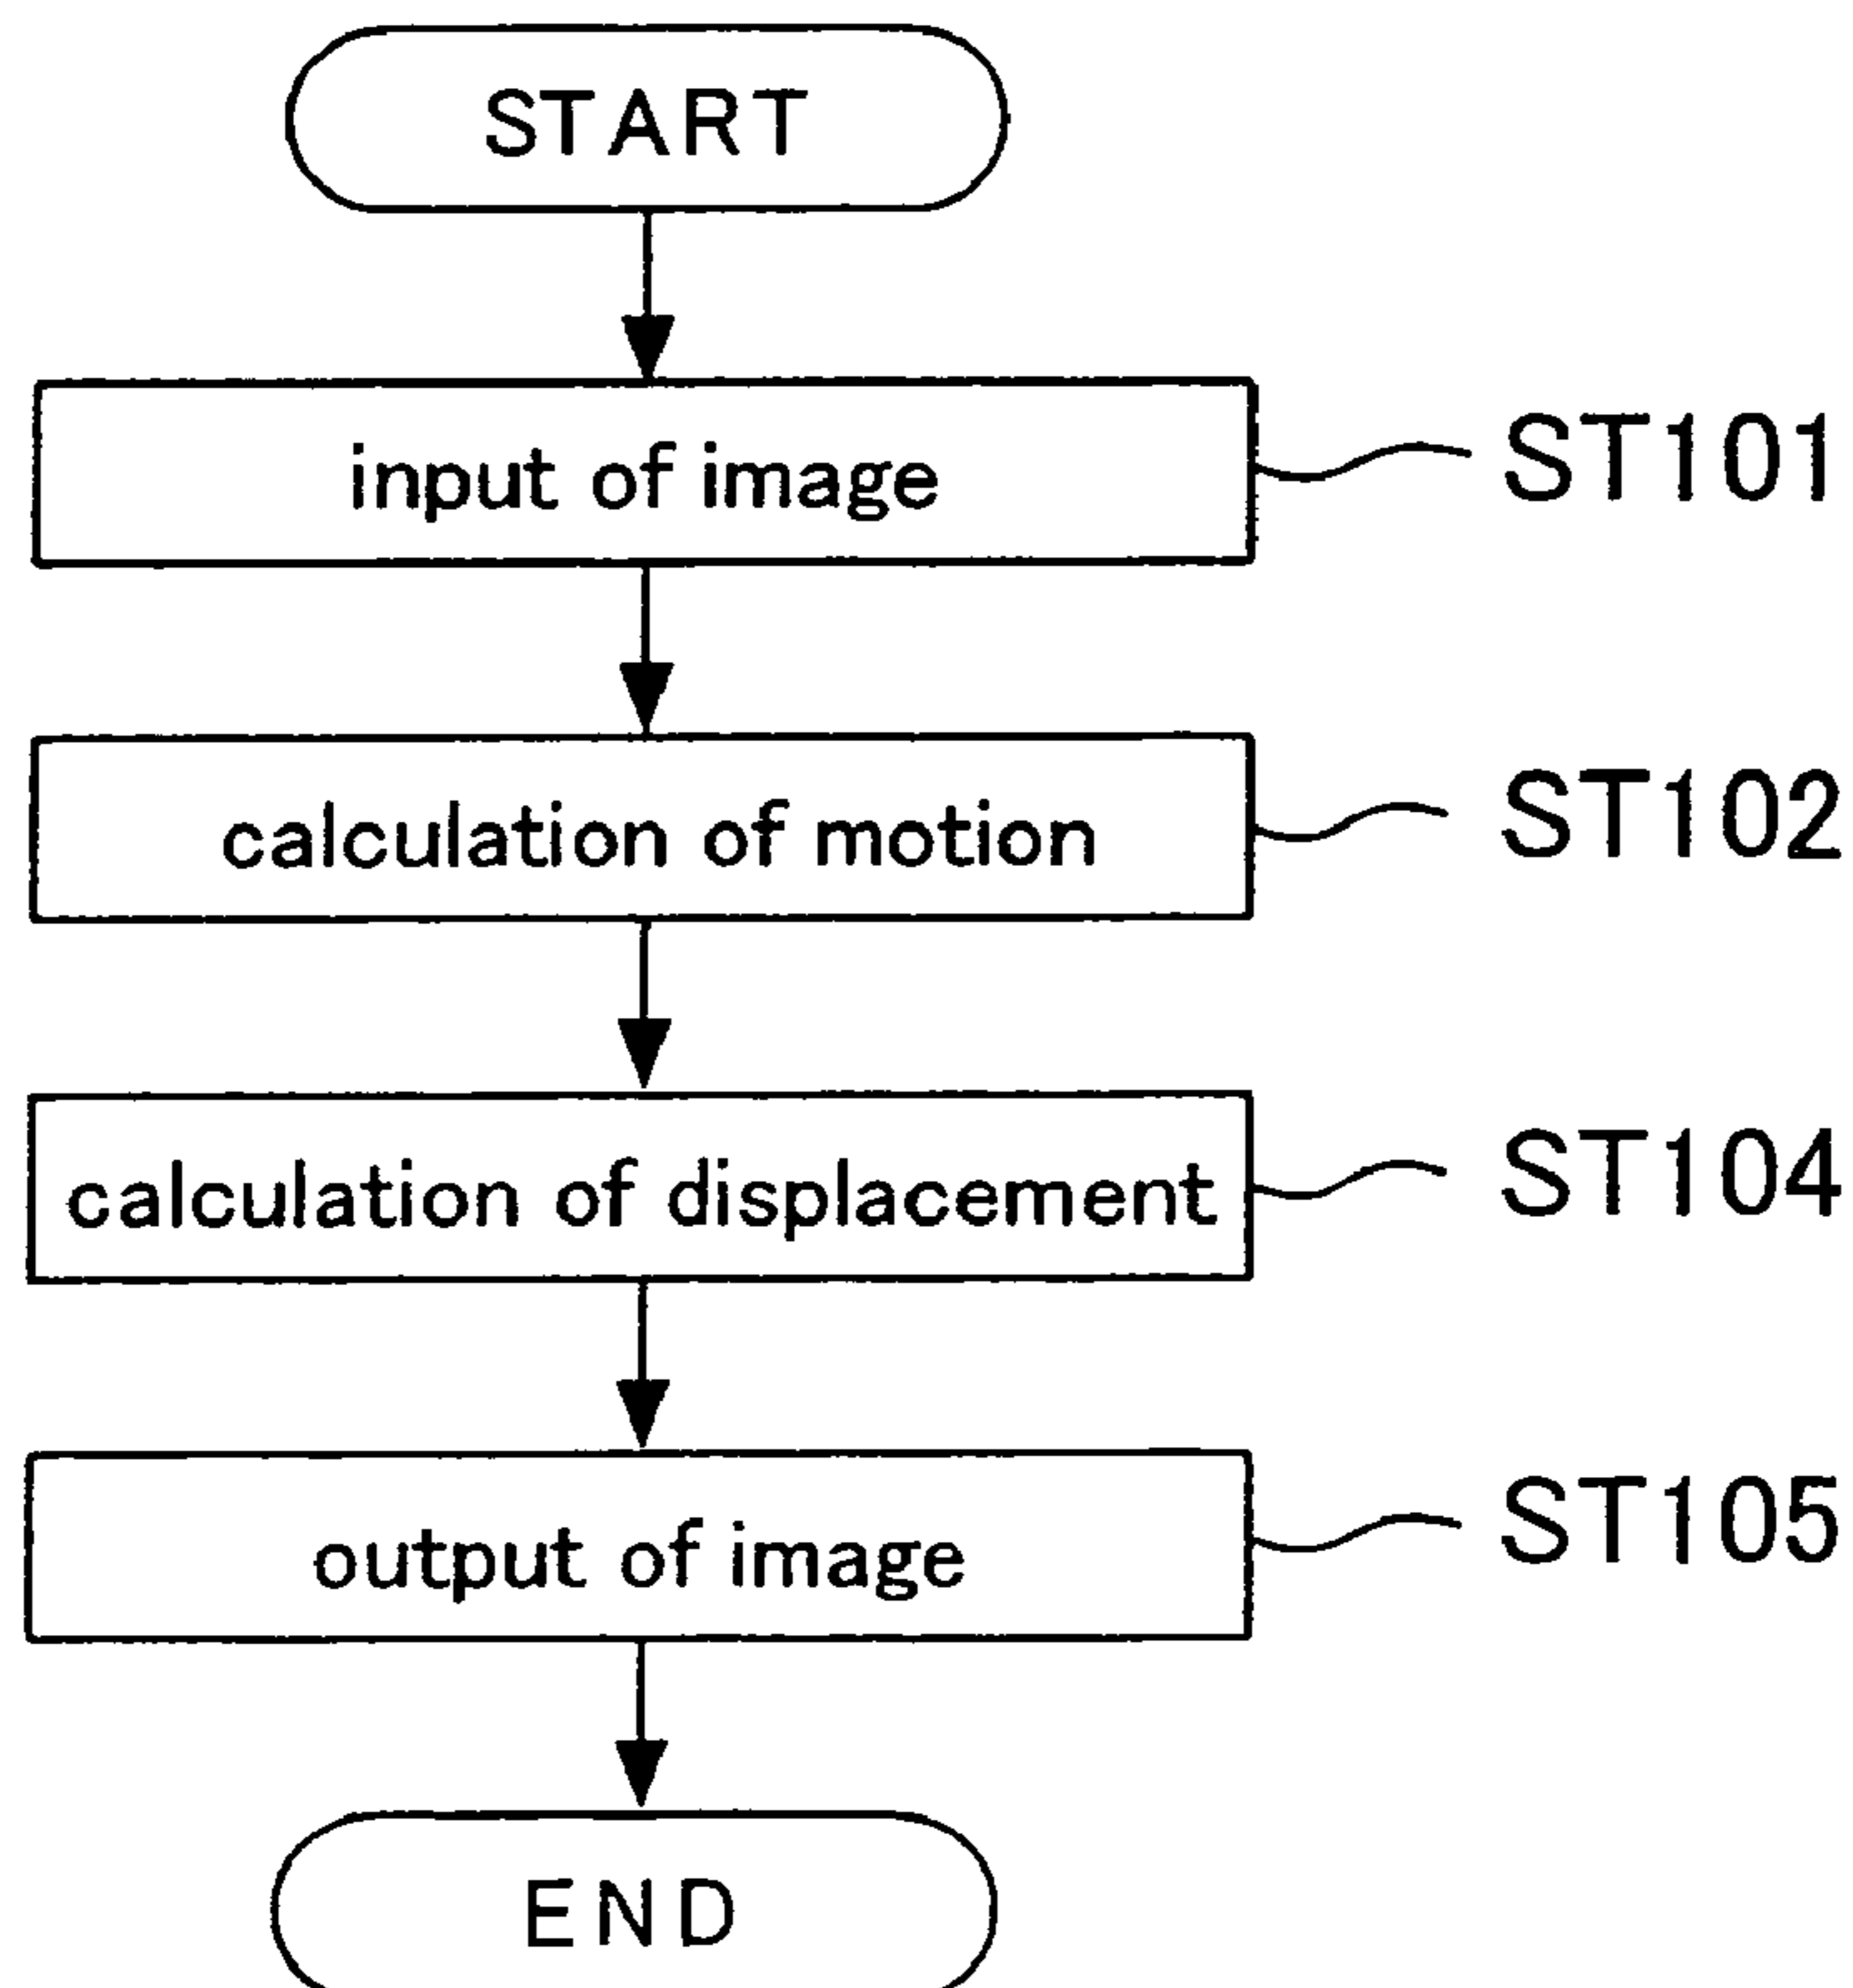 START
input of image
ST101
calculation of motion
ST102
calculation of displacement
ST104
output of image
ST105
END